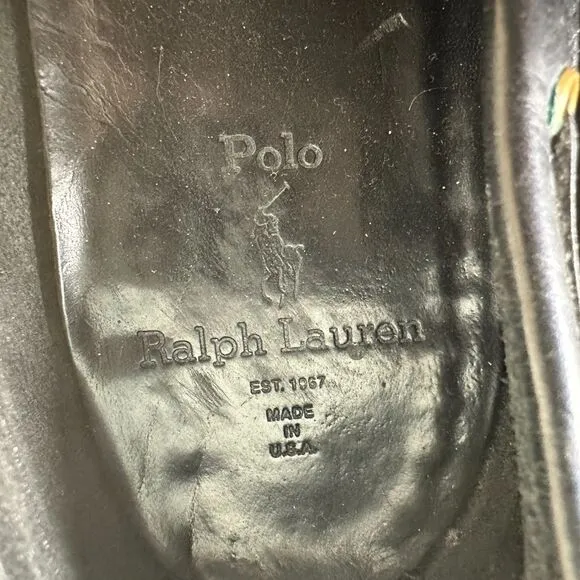 Polo
Ralph Lauren
EST. 1967
MADE
IN
U.S.A.